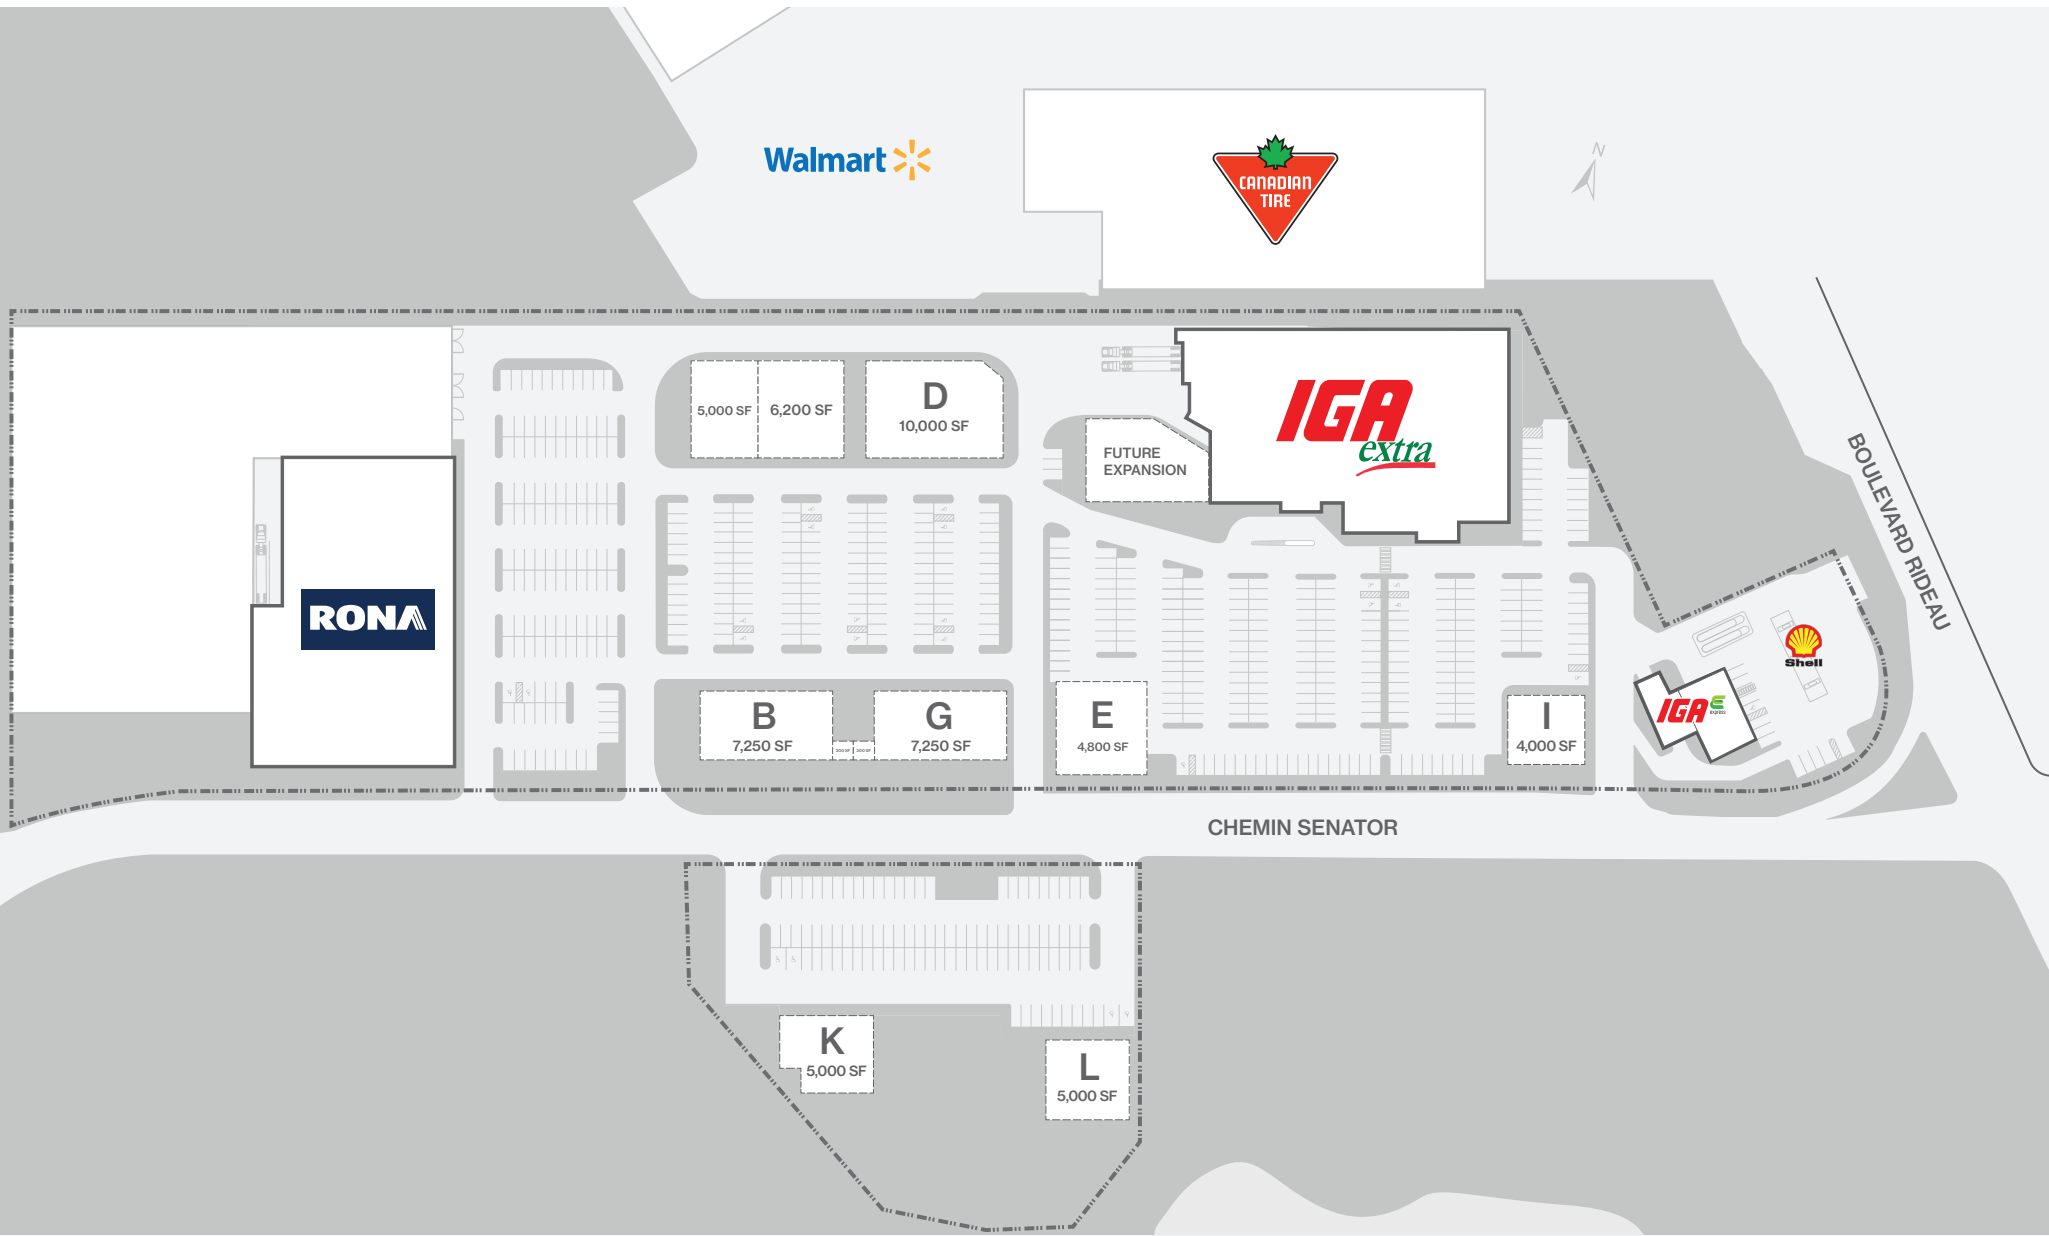 Walmart
CANADIAN
TIRE
N
5,000 SF
6,200 SF
D
10,000 SF
IGA
extra
FUTURE
EXPANSION
BOULEVARD RIDEAU
RONA
Shell
IGA
express
B
7,250 SF
G
7,250 SF
E
4,800 SF
I
4,000 SF
CHEMIN SENATOR
K
5,000 SF
L
5,000 SF